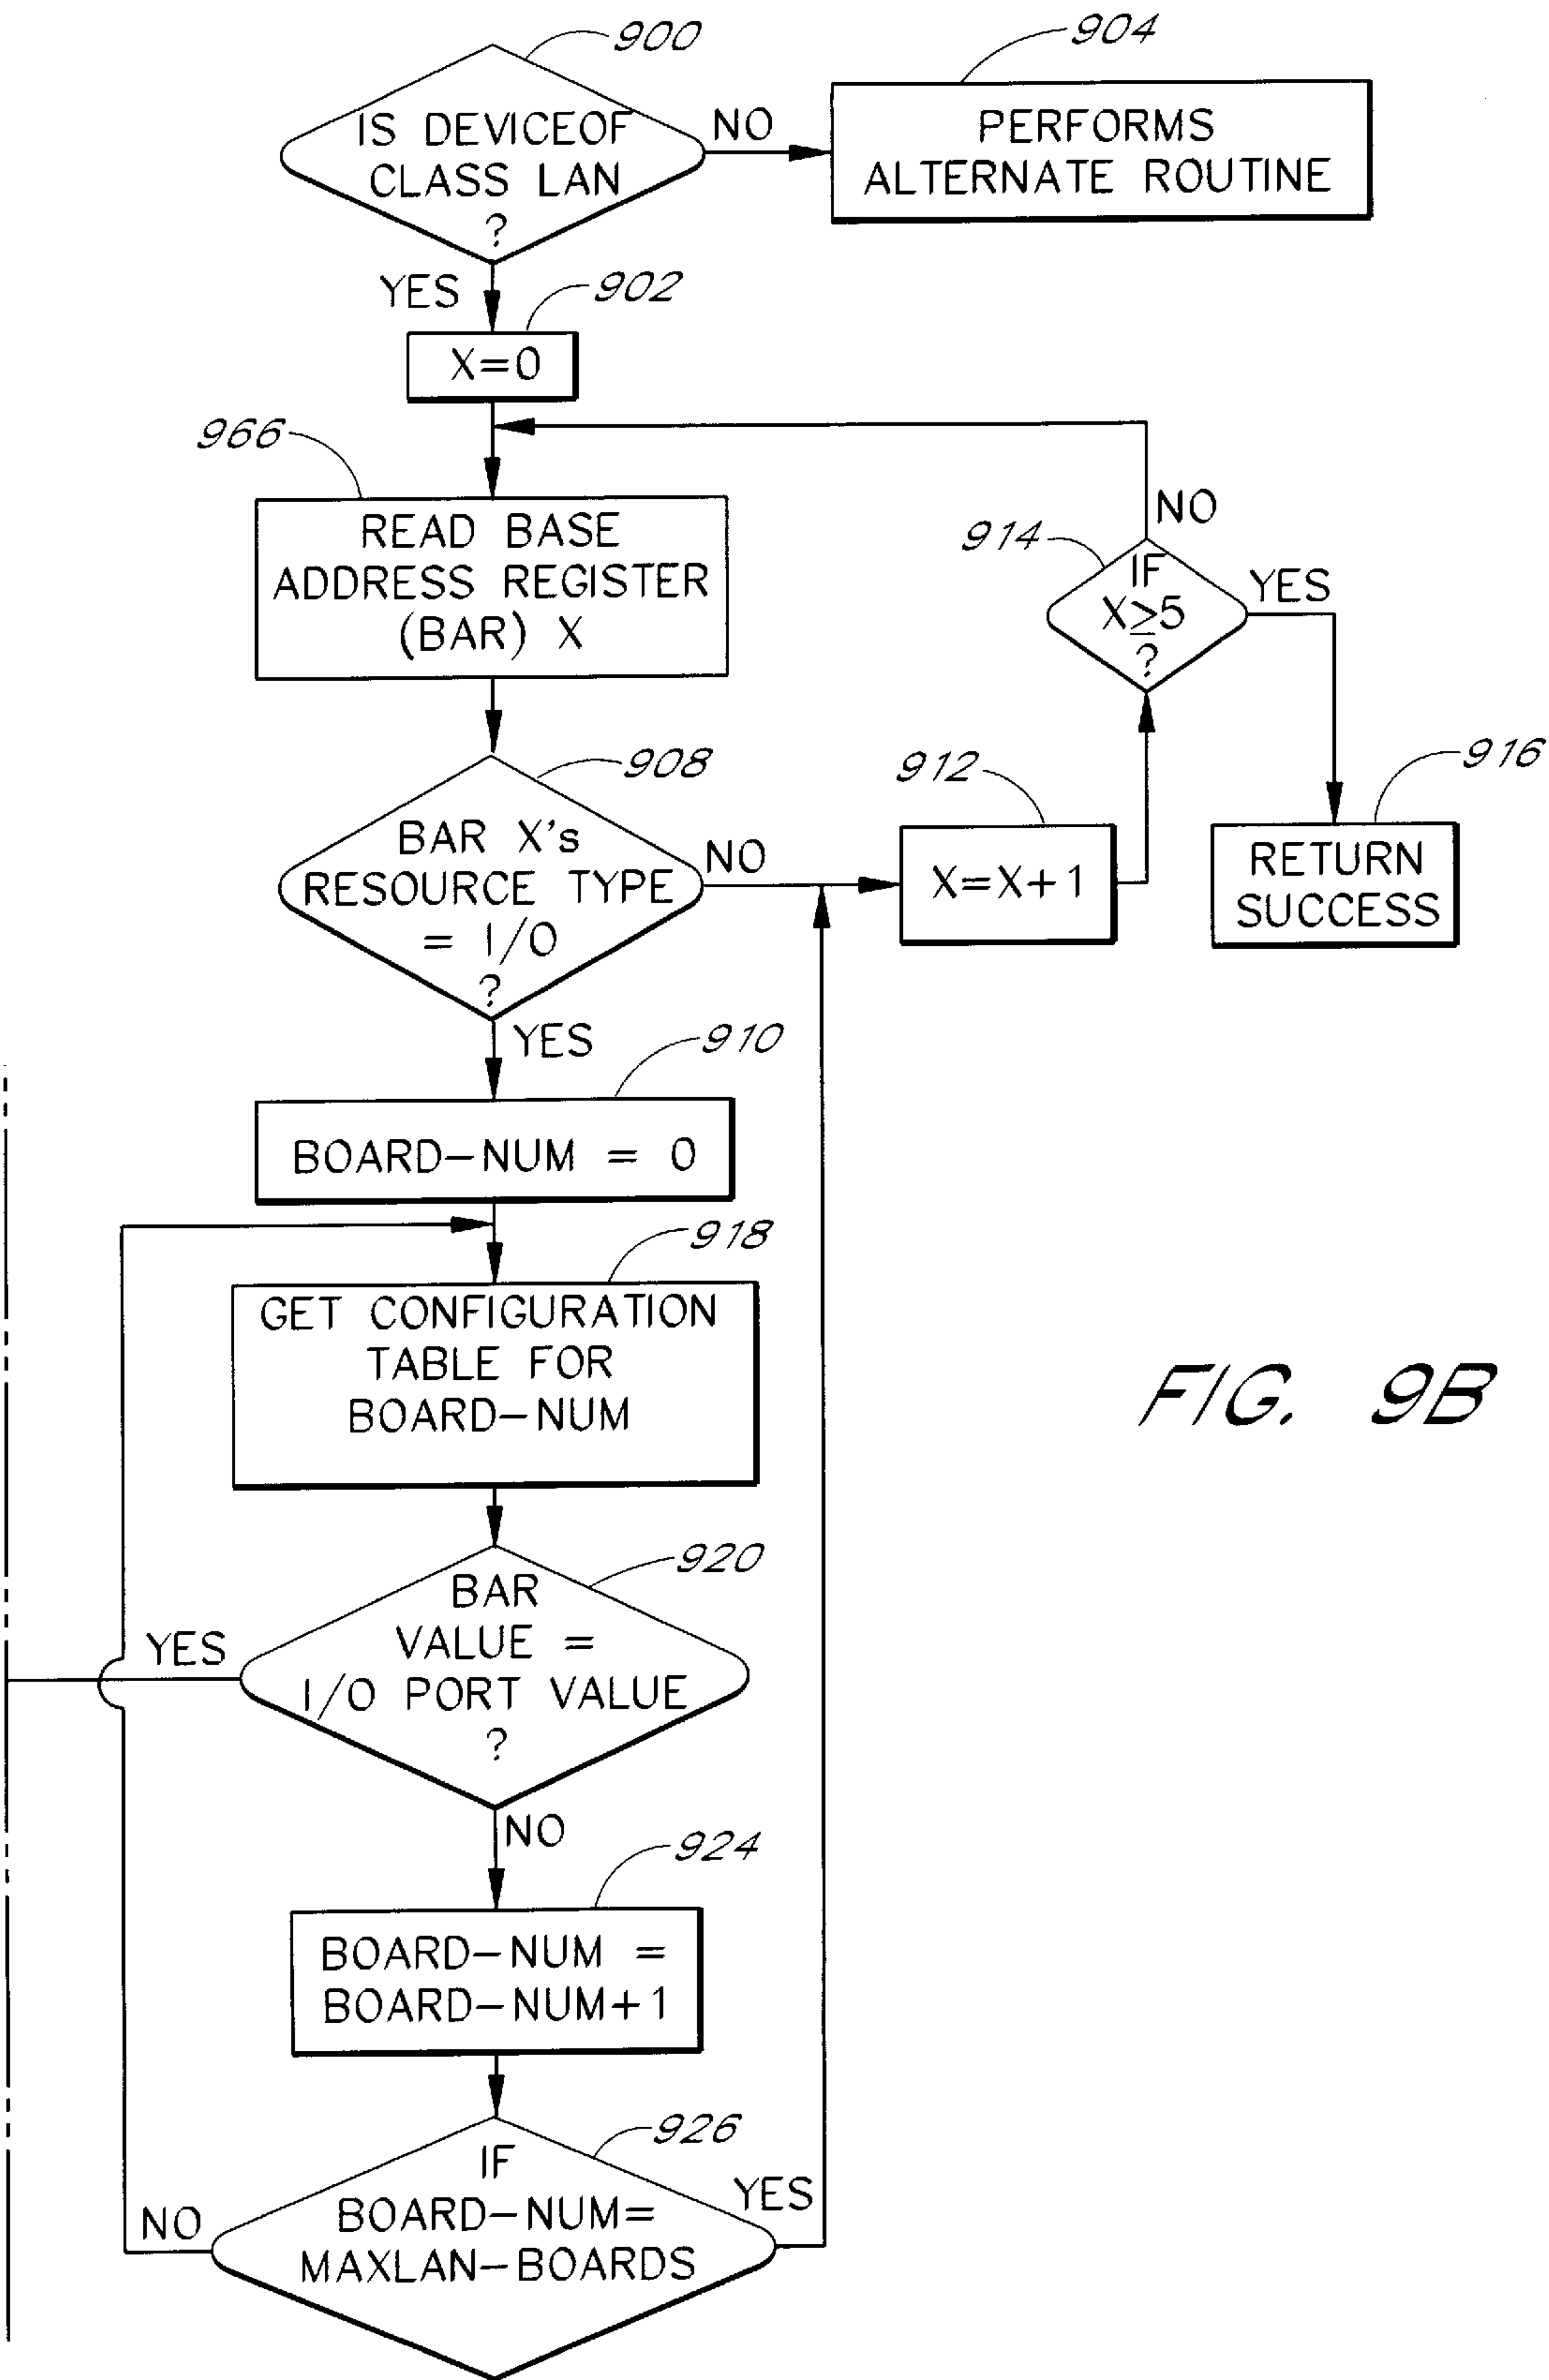 900
IS DEVICEOF
CLASS LAN
?
NO
904
PERFORMS
ALTERNATE ROUTINE
YES
902
X=0
966
READ BASE
ADDRESS REGISTER
(BAR) X
NO
914
IF
X≥5
?
YES
908
BAR X's
RESOURCE TYPE
= I/O
?
NO
912
X=X+1
916
RETURN
SUCCESS
YES
910
BOARD-NUM = 0
918
GET CONFIGURATION
TABLE FOR
BOARD-NUM
FIG. 9B
920
BAR
VALUE =
I/O PORT VALUE
?
YES
NO
924
BOARD-NUM =
BOARD-NUM+1
926
IF
BOARD-NUM=
MAXLAN-BOARDS
YES
NO